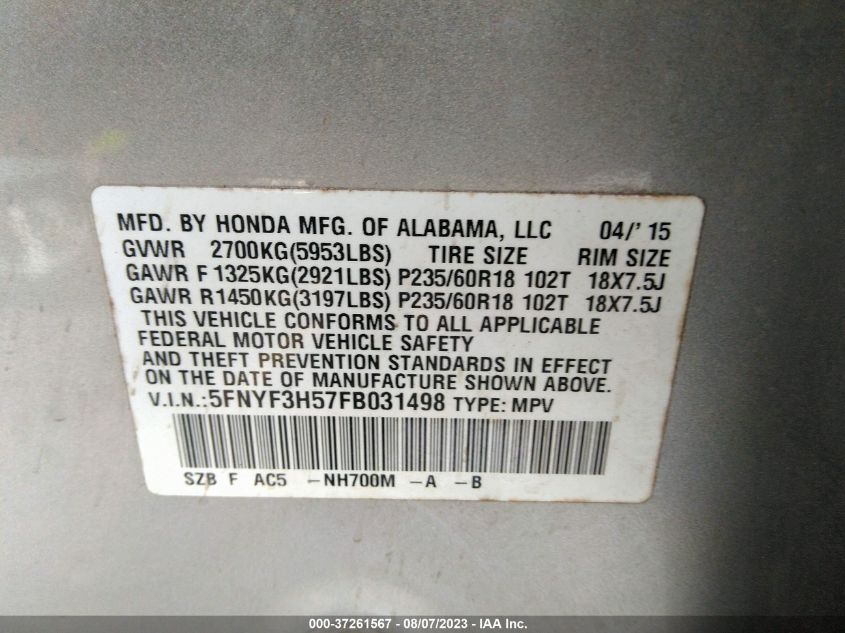 MFD. BY HONDA MFG. OF ALABAMA, LLC 04/' 15
GVWR 2700KG(5953LBS) TIRE SIZE RIM SIZE
GAWR F 1325KG(2921LBS) P235/60R18 102T 18X7.5J
GAWR R1450KG(3197LBS) P235/60R18 102T 18X7.5J
THIS VEHICLE CONFORMS TO ALL APPLICABLE
FEDERAL MOTOR VEHICLE SAFETY
AND THEFT PREVENTION STANDARDS IN EFFECT
ON THE DATE OF MANUFACTURE SHOWN ABOVE.
V.I.N.:5FNYF3H57FB031498 TYPE: MPV
SZB F AC5 -NH700M -A -B
000-37261567 - 08/07/2023 - IAA Inc.